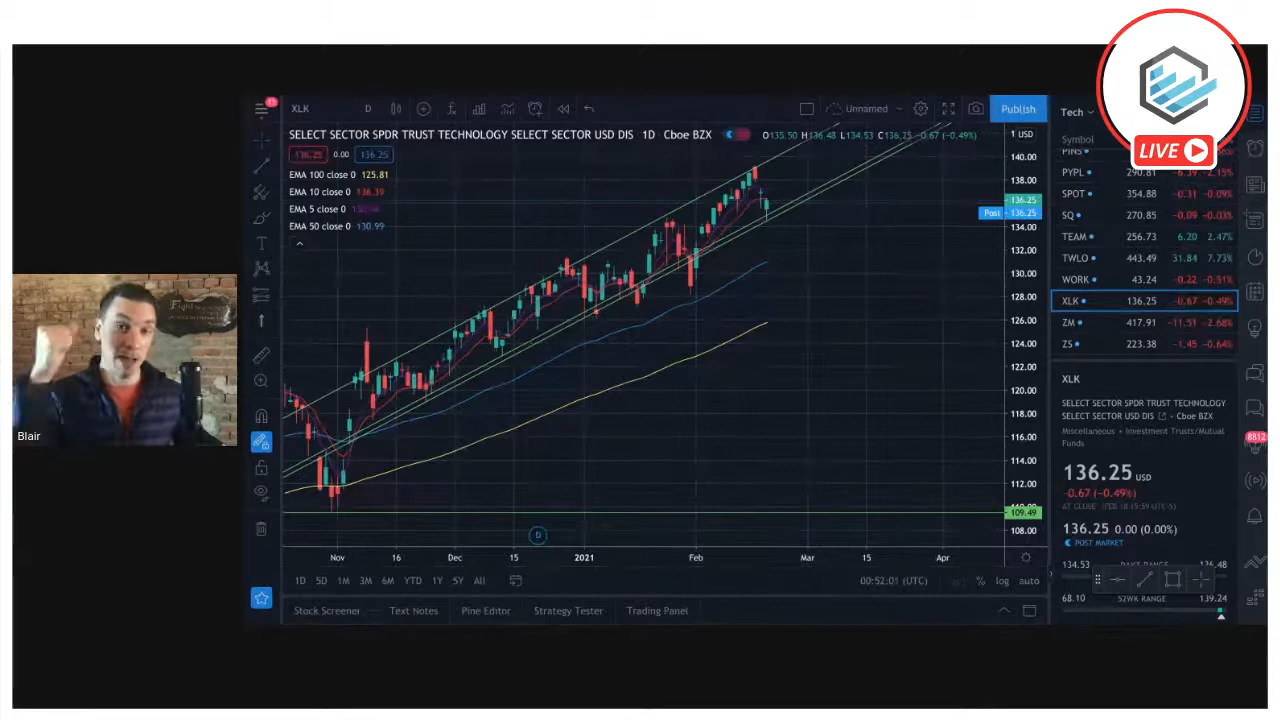 LIVE
11
XLK
D
Unnamed
Publish
Tech
SELECT SECTOR SPDR TRUST TECHNOLOGY SELECT SECTOR USD DIS • 1D • Cboe BZX
O135.50 H136.48 L134.53 C136.25 -0.67 (-0.49%)
1 USD
Symbol
136.25 0.00 136.25
EMA 100 close 0 125.81
EMA 10 close 0 136.39
EMA 5 close 0
EMA 50 close 0 130.99
140.00
138.00
136.25
Post 136.25
134.00
132.00
130.00
128.00
126.00
124.00
122.00
120.00
118.00
116.00
114.00
112.00
109.49
108.00
PINS
PYPL 290.81 -6.39 -2.15%
SPOT 354.88 -0.31 -0.09%
SQ 270.85 -0.09 -0.03%
TEAM 256.73 6.20 2.47%
TWLO 443.49 31.84 7.73%
WORK 43.24 -0.22 -0.51%
XLK 136.25 -0.67 -0.49%
ZM 417.91 -11.51 -2.68%
ZS 223.38 -1.45 -0.64%
XLK
SELECT SECTOR SPDR TRUST TECHNOLOGY
SELECT SECTOR USD DIS • Cboe BZX
Miscellaneous • Investment Trusts/Mutual
Funds
8812
136.25 USD
-0.67 (-0.49%)
AT CLOSE (FEB 18 15:59 UTC-5)
136.25 0.00 (0.00%)
POST MARKET
134.53 136.48
68.10 52WK RANGE 139.24
Blair
D
Nov 16 Dec 15 2021 Feb Mar 15 Apr
1D 5D 1M 3M 6M YTD 1Y 5Y All
00:52:01 (UTC) % log auto
Stock Screener Text Notes Pine Editor Strategy Tester Trading Panel